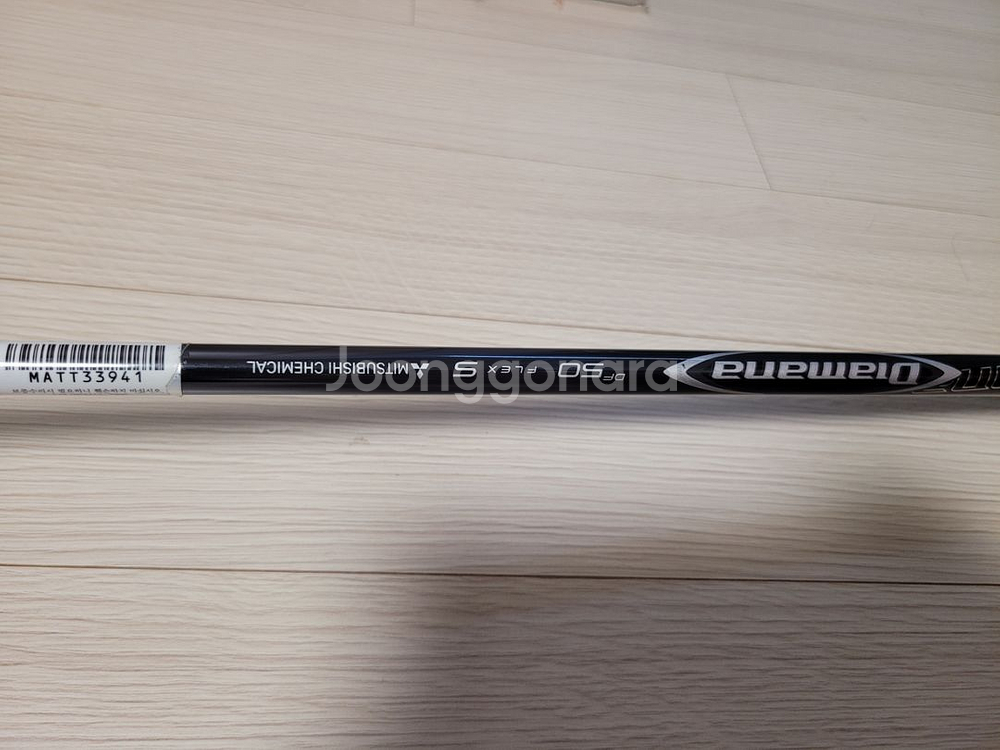 Diamana
DF 50 FLEX S
MITSUBISHI CHEMICAL
MATT33941
Joonggonara